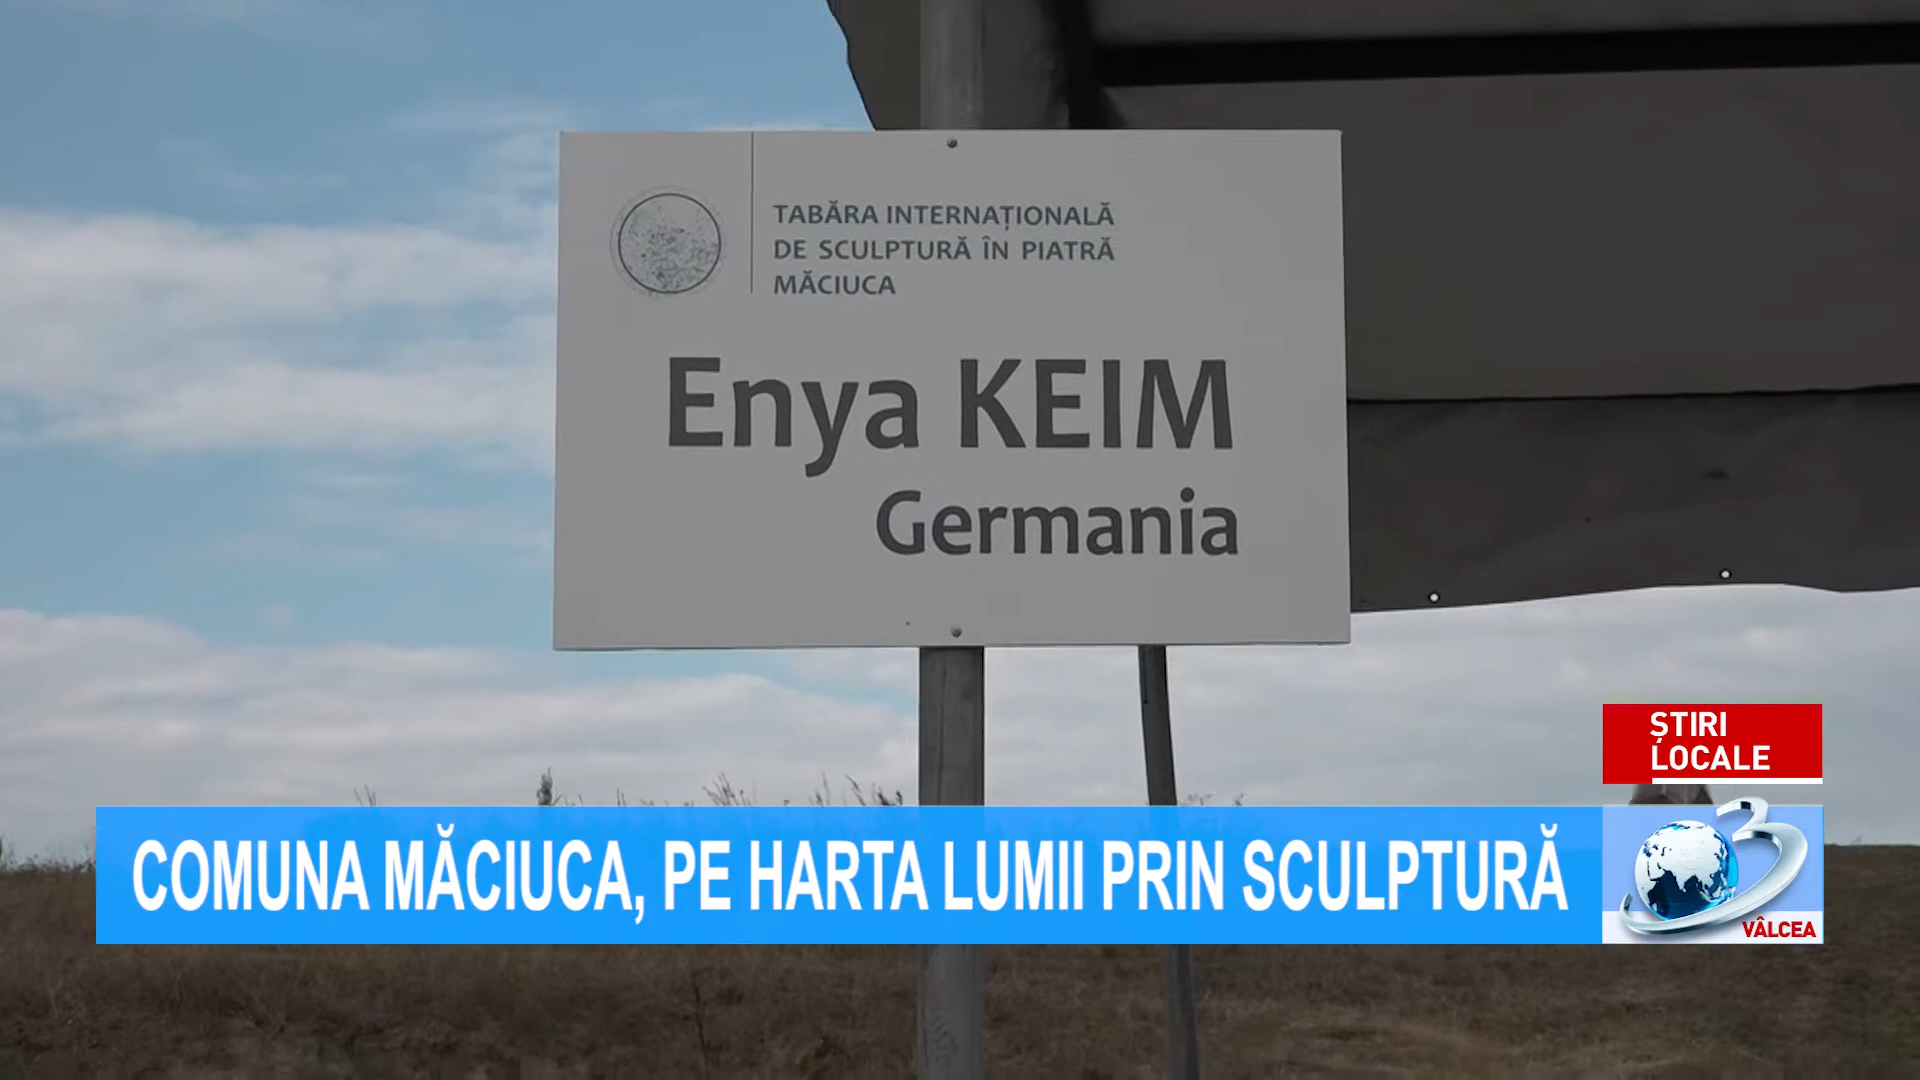 TABĂRA INTERNAȚIONALĂ
DE SCULPTURĂ ÎN PIATRĂ
MĂCIUCA
Enya KEIM
Germania
ȘTIRI
LOCALE
COMUNA MĂCIUCA, PE HARTA LUMII PRIN SCULPTURĂ
3
VÂLCEA